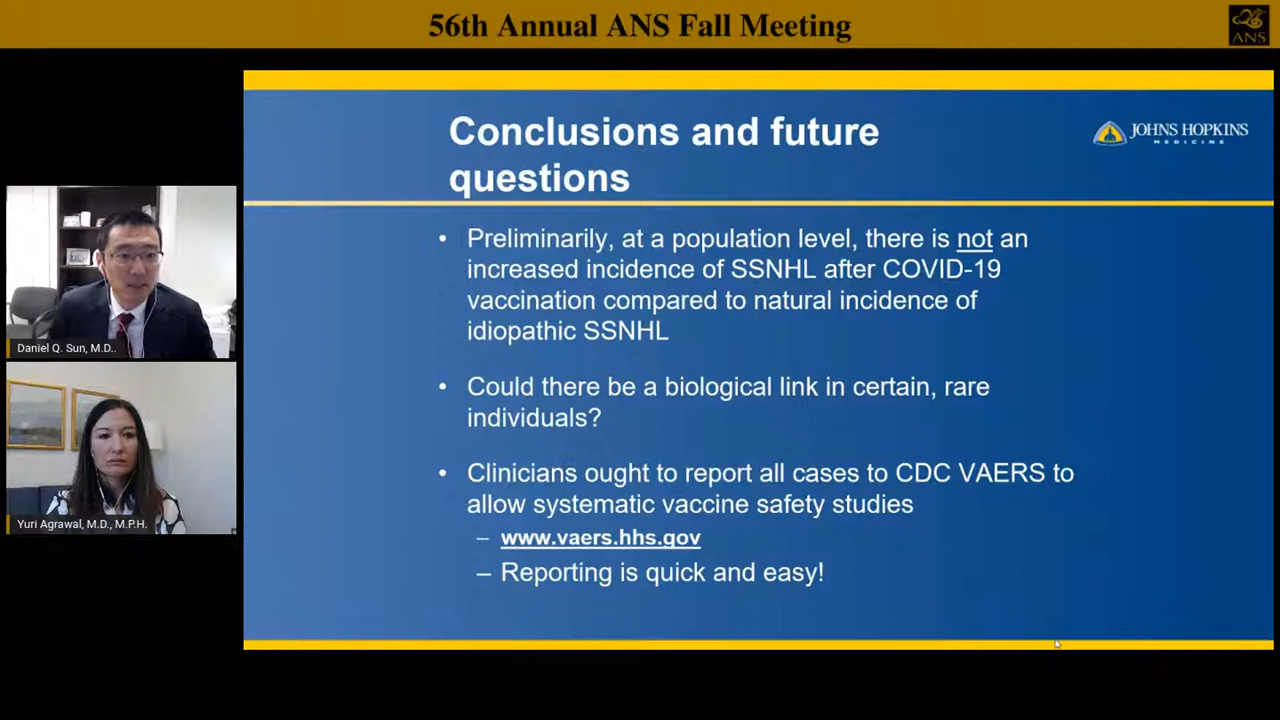 56th Annual ANS Fall Meeting
ANS
Conclusions and future
questions
JOHNS HOPKINS
MEDICINE
• Preliminarily, at a population level, there is not an
increased incidence of SSNHL after COVID-19
vaccination compared to natural incidence of
idiopathic SSNHL
• Could there be a biological link in certain, rare
individuals?
• Clinicians ought to report all cases to CDC VAERS to
allow systematic vaccine safety studies
– www.vaers.hhs.gov
– Reporting is quick and easy!
Daniel Q. Sun, M.D..
Yuri Agrawal, M.D., M.P.H.